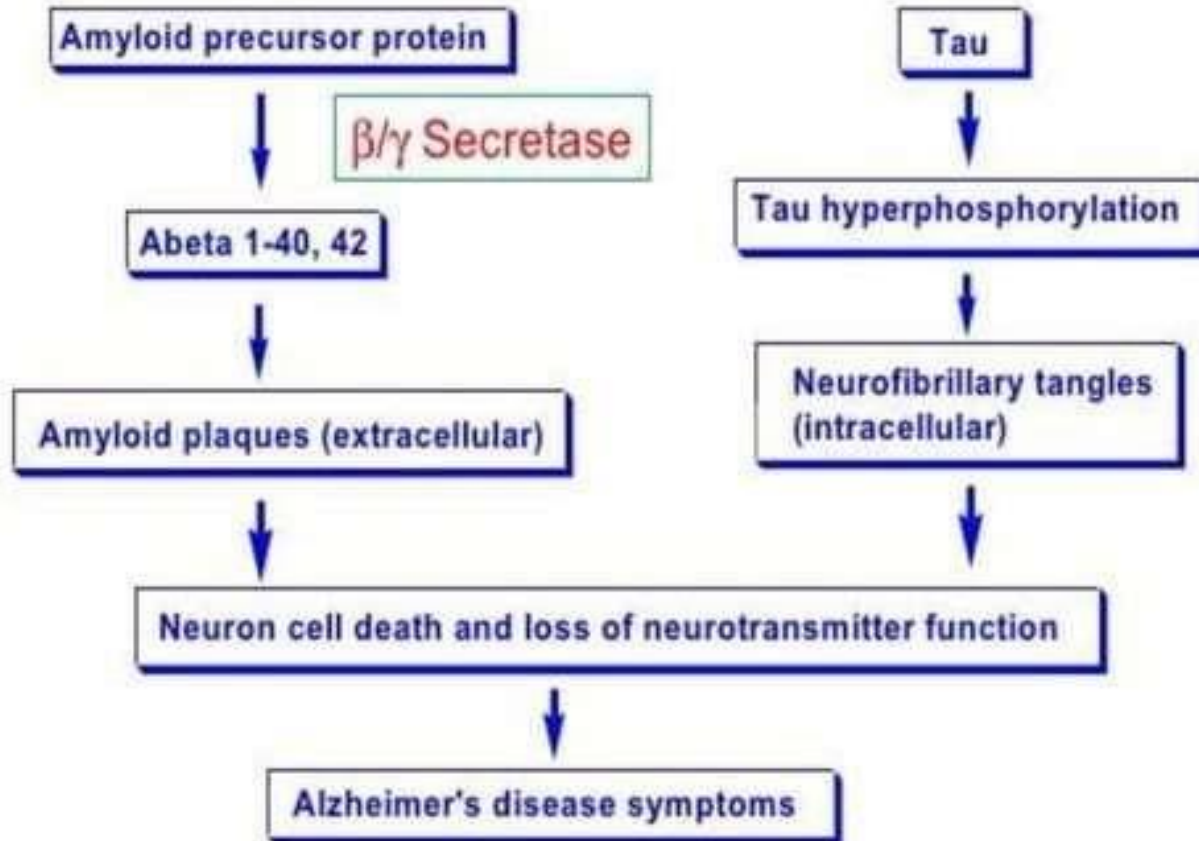 Amyloid precursor protein
Tau
β/γ Secretase
Tau hyperphosphorylation
Abeta 1-40, 42
Neurofibrillary tangles
(intracellular)
Amyloid plaques (extracellular)
Neuron cell death and loss of neurotransmitter function
Alzheimer's disease symptoms